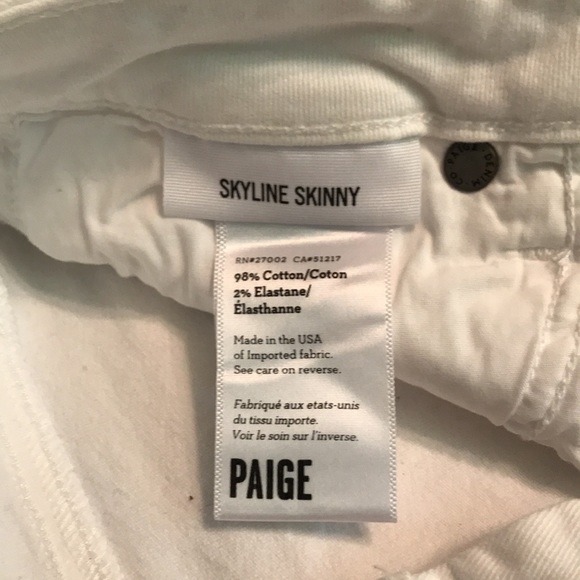 SKYLINE SKINNY
RN#27002 CA#51217
98% Cotton/Coton
2% Elastane/
Élasthanne
Made in the USA
of Imported fabric.
See care on reverse.
Fabriqué aux etats-unis
du tissu importe.
Voir le soin sur l'inverse.
PAIGE